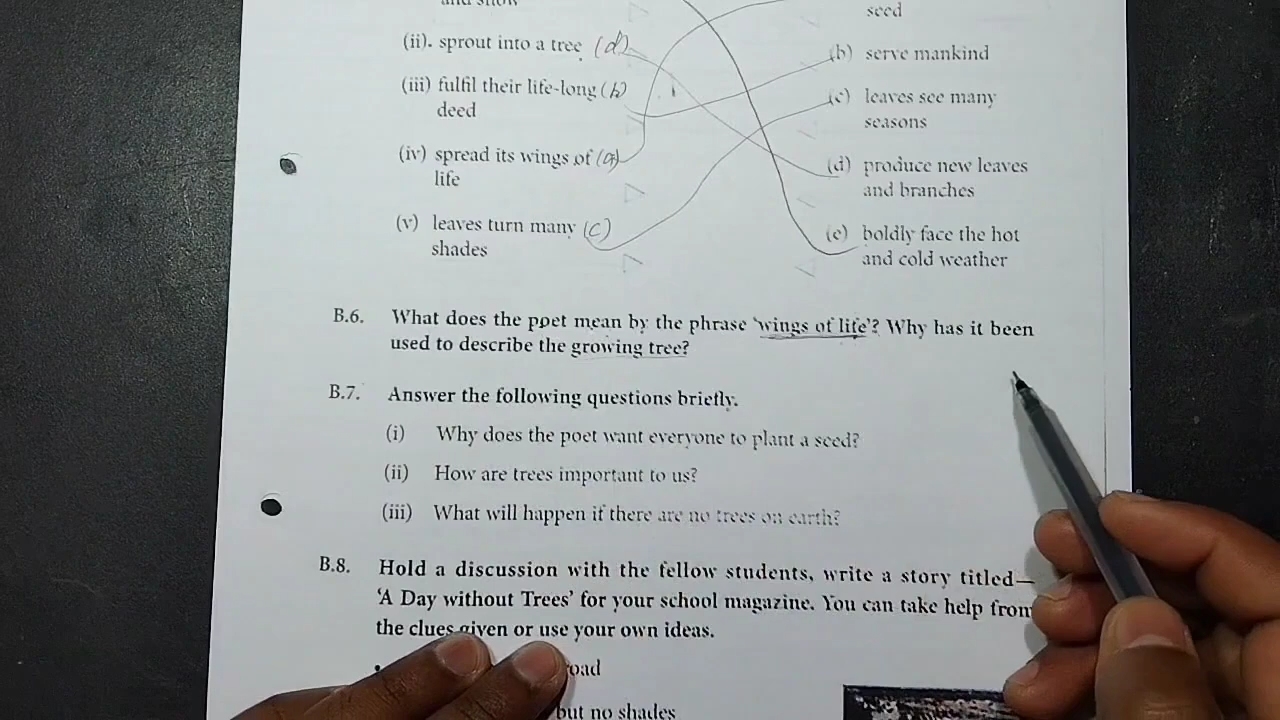 and snow
seed
(ii). sprout into a tree (d)
(b) serve mankind
(iii) fulfil their life-long (b)
deed
(c) leaves see many
seasons
(iv) spread its wings of (a)
life
(d) produce new leaves
and branches
(v) leaves turn many (c)
shades
(e) boldly face the hot
and cold weather
B.6. What does the poet mean by the phrase 'wings of life'? Why has it been
used to describe the growing tree?
B.7. Answer the following questions briefly.
(i) Why does the poet want everyone to plant a seed?
(ii) How are trees important to us?
(iii) What will happen if there are no trees on earth?
B.8. Hold a discussion with the fellow students, write a story titled—
'A Day without Trees' for your school magazine. You can take help from
the clues given or use your own ideas.
road
but no shades